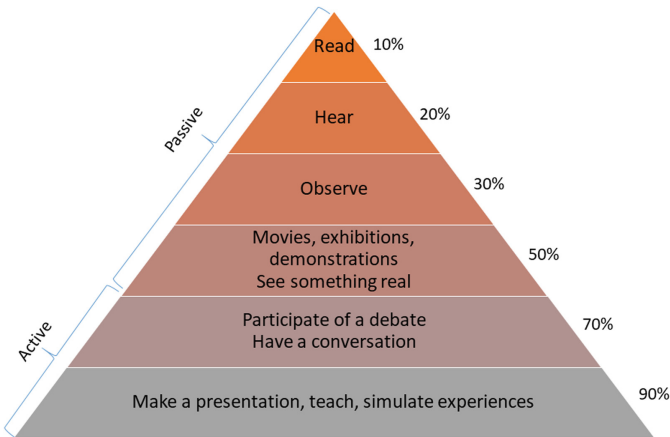 Read
10%
Hear
20%
Observe
30%
Movies, exhibitions,
demonstrations
See something real
50%
Participate of a debate
Have a conversation
70%
Make a presentation, teach, simulate experiences
90%
Passive
Active